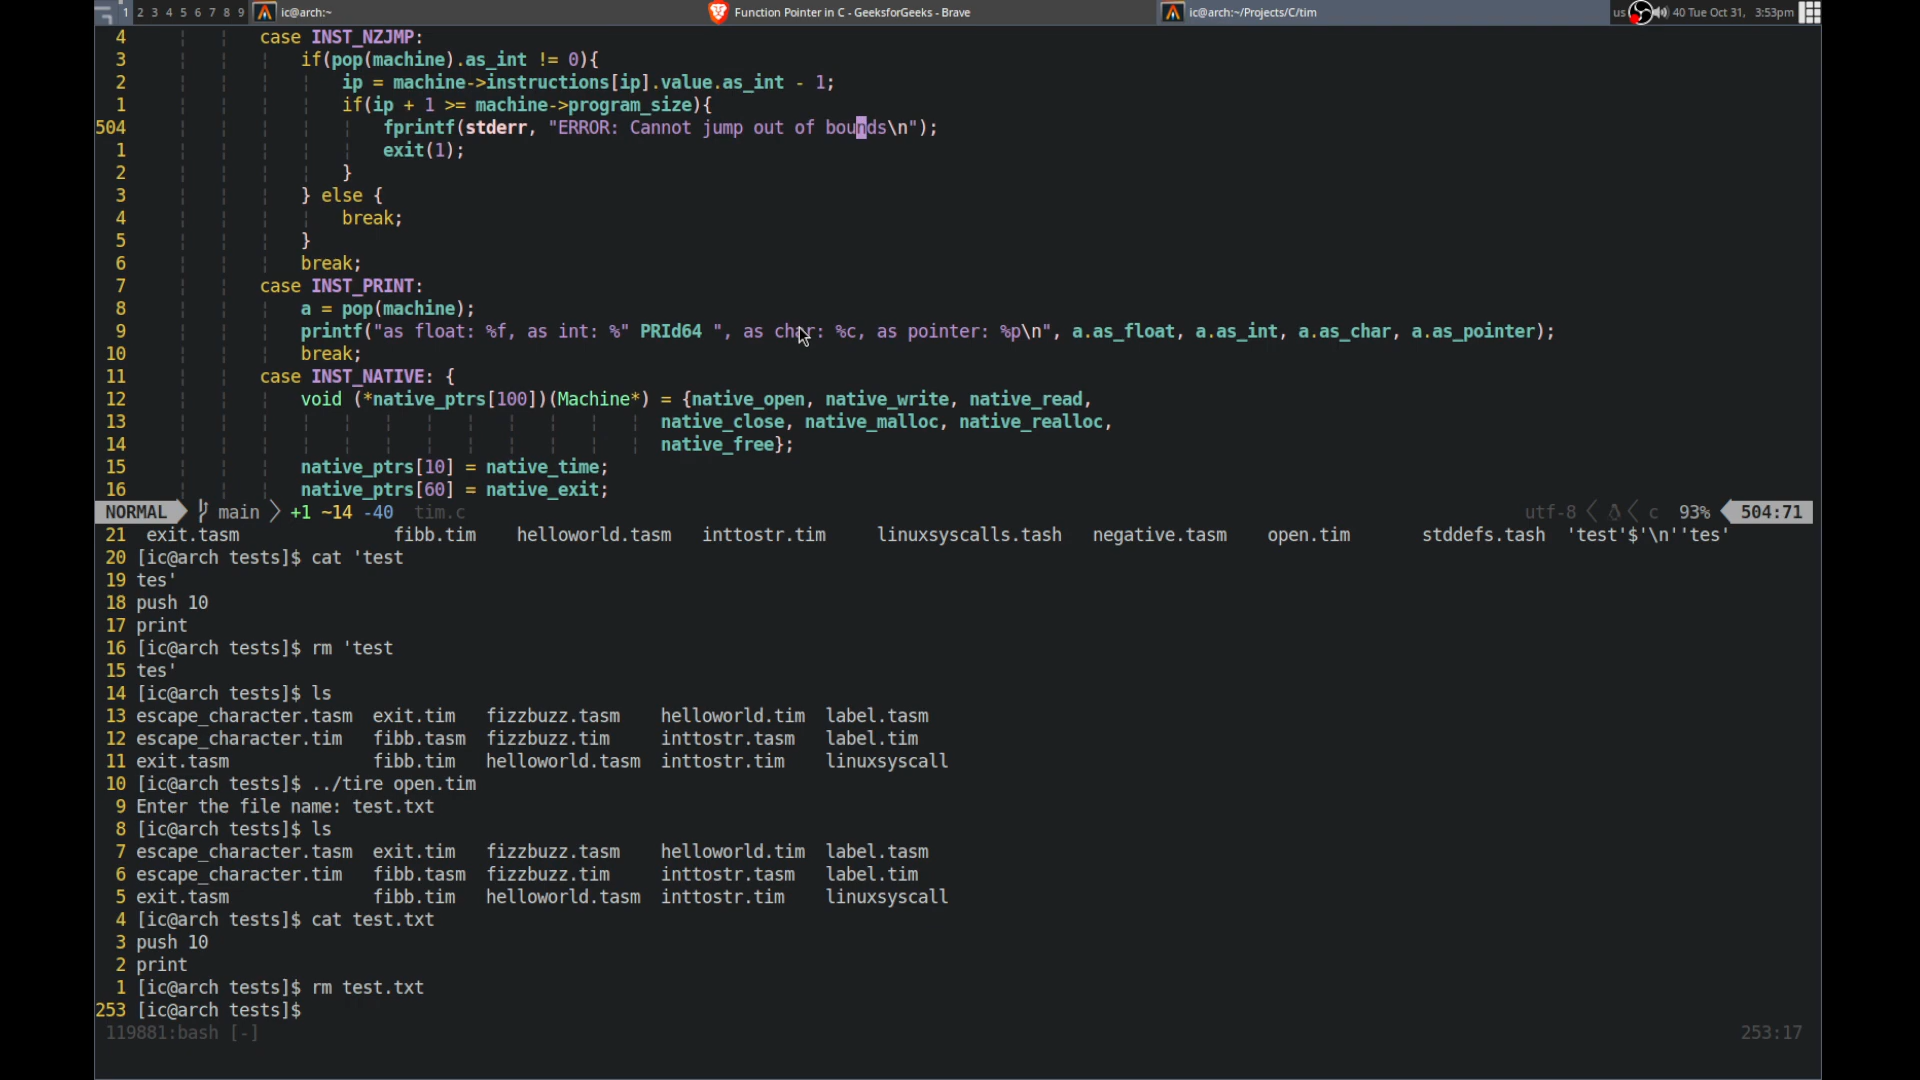 1 2 3 4 5 6 7 8 9 ic@arch:~ Function Pointer in C - GeeksforGeeks - Brave ic@arch:~/Projects/C/tim us 40 Tue Oct 31, 3:53pm
4 case INST_NZJMP:
3 if(pop(machine).as_int != 0){
2 ip = machine->instructions[ip].value.as_int - 1;
1 if(ip + 1 >= machine->program_size){
504 fprintf(stderr, "ERROR: Cannot jump out of bounds\n");
1 exit(1);
2 }
3 } else {
4 break;
5 }
6 break;
7 case INST_PRINT:
8 a = pop(machine);
9 printf("as float: %f, as int: %" PRId64 ", as char: %c, as pointer: %p\n", a.as_float, a.as_int, a.as_char, a.as_pointer);
10 break;
11 case INST_NATIVE: {
12 void (*native_ptrs[100])(Machine*) = {native_open, native_write, native_read,
13 native_close, native_malloc, native_realloc,
14 native_free};
15 native_ptrs[10] = native_time;
16 native_ptrs[60] = native_exit;
NORMAL main +1 ~14 -40 tim.c utf-8 c 93% 504:71
21 exit.tasm fibb.tim helloworld.tasm inttostr.tim linuxsyscalls.tash negative.tasm open.tim stddefs.tash 'test'$'\n''tes'
20 [ic@arch tests]$ cat 'test
19 tes'
18 push 10
17 print
16 [ic@arch tests]$ rm 'test
15 tes'
14 [ic@arch tests]$ ls
13 escape_character.tasm exit.tim fizzbuzz.tasm helloworld.tim label.tasm
12 escape_character.tim fibb.tasm fizzbuzz.tim inttostr.tasm label.tim
11 exit.tasm fibb.tim helloworld.tasm inttostr.tim linuxsyscall
10 [ic@arch tests]$ ../tire open.tim
9 Enter the file name: test.txt
8 [ic@arch tests]$ ls
7 escape_character.tasm exit.tim fizzbuzz.tasm helloworld.tim label.tasm
6 escape_character.tim fibb.tasm fizzbuzz.tim inttostr.tasm label.tim
5 exit.tasm fibb.tim helloworld.tasm inttostr.tim linuxsyscall
4 [ic@arch tests]$ cat test.txt
3 push 10
2 print
1 [ic@arch tests]$ rm test.txt
253 [ic@arch tests]$
119881:bash [-] 253:17